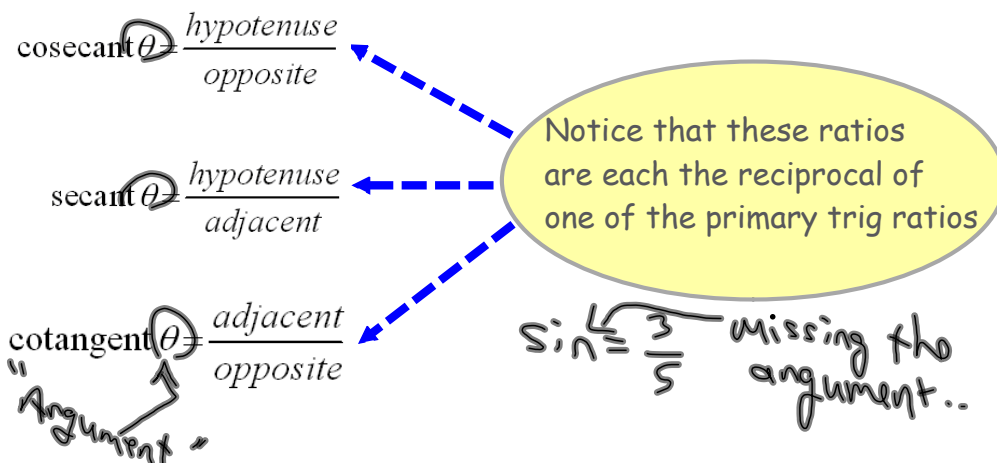 cosecant θ = hypotenuse / opposite
secant θ = hypotenuse / adjacent
cotangent θ = adjacent / opposite
"Argument"
Notice that these ratios
are each the reciprocal of
one of the primary trig ratios
sin = 3/5
Missing the
argument..